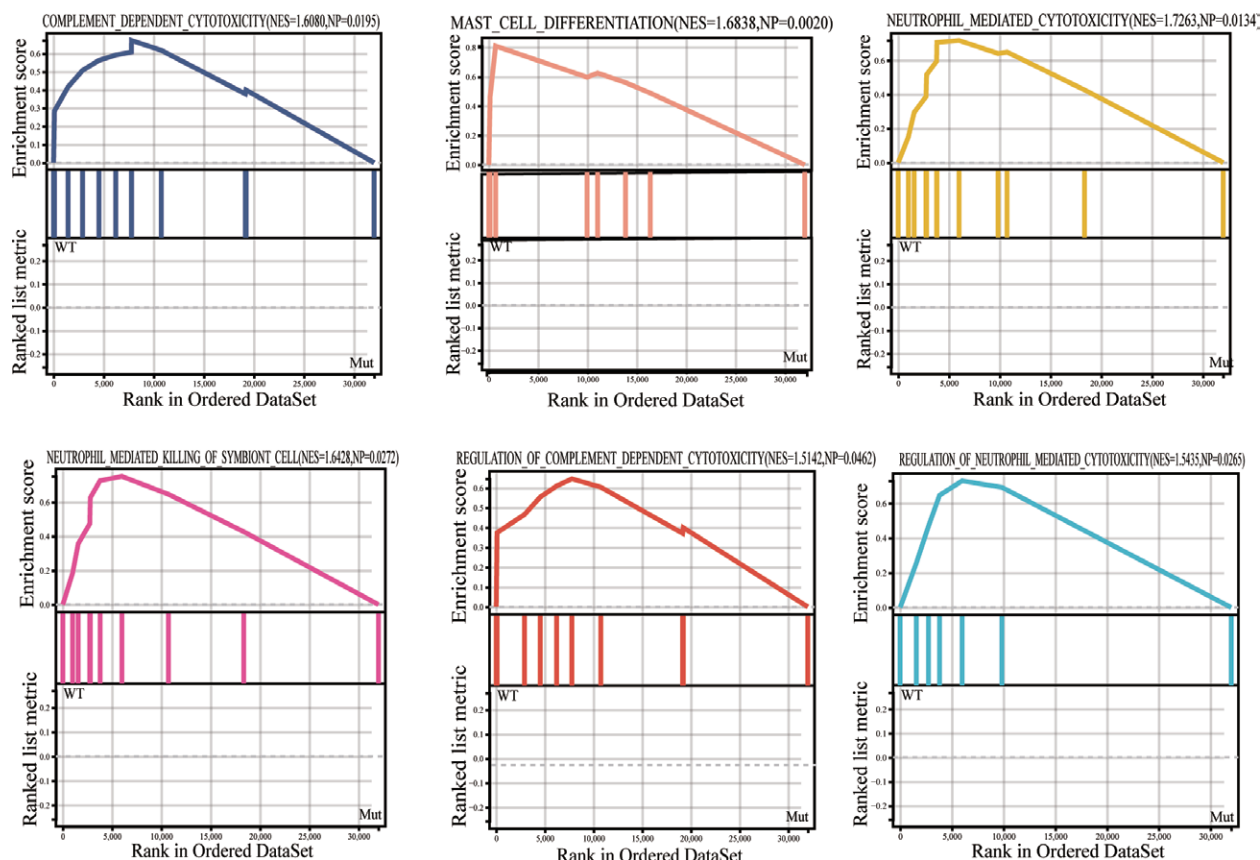 COMPLEMENT_DEPENDENT_CYTOTOXICITY(NES=1.6080,NP=0.0195)
Enrichment score
0.6
0.5
0.4
0.3
0.2
0.1
0.0
WT
Ranked list metric
0.2
0.1
0.0
−0.1
−0.2
Mut
0
5,000
10,000
15,000
20,000
25,000
30,000
Rank in Ordered DataSet
MAST_CELL_DIFFERENTIATION(NES=1.6838,NP=0.0020)
Enrichment score
0.8
0.6
0.4
0.2
0.0
WT
Ranked list metric
0.2
0.1
0.0
−0.1
−0.2
Mut
0
5,000
10,000
15,000
20,000
25,000
30,000
Rank in Ordered DataSet
NEUTROPHIL_MEDIATED_CYTOTOXICITY(NES=1.7263,NP=0.0134)
Enrichment score
0.6
0.4
0.2
0.0
WT
Ranked list metric
0.2
0.1
0.0
−0.1
−0.2
Mut
0
5,000
10,000
15,000
20,000
25,000
30,000
Rank in Ordered DataSet
NEUTROPHIL_MEDIATED_KILLING_OF_SYMBIONT_CELL(NES=1.6428,NP=0.0272)
Enrichment score
0.6
0.4
0.2
0.0
WT
Ranked list metric
0.2
0.1
0.0
−0.1
−0.2
Mut
0
5,000
10,000
15,000
20,000
25,000
30,000
Rank in Ordered DataSet
REGULATION_OF_COMPLEMENT_DEPENDENT_CYTOTOXICITY(NES=1.5142,NP=0.0462)
Enrichment score
0.6
0.5
0.4
0.3
0.2
0.1
0.0
WT
Ranked list metric
0.2
0.1
0.0
−0.1
−0.2
Mut
0
5,000
10,000
15,000
20,000
25,000
30,000
Rank in Ordered DataSet
REGULATION_OF_NEUTROPHIL_MEDIATED_CYTOTOXICITY(NES=1.5435,NP=0.0265)
Enrichment score
0.6
0.4
0.2
0.0
WT
Ranked list metric
0.2
0.1
0.0
−0.1
−0.2
Mut
0
5,000
10,000
15,000
20,000
25,000
30,000
Rank in Ordered DataSet